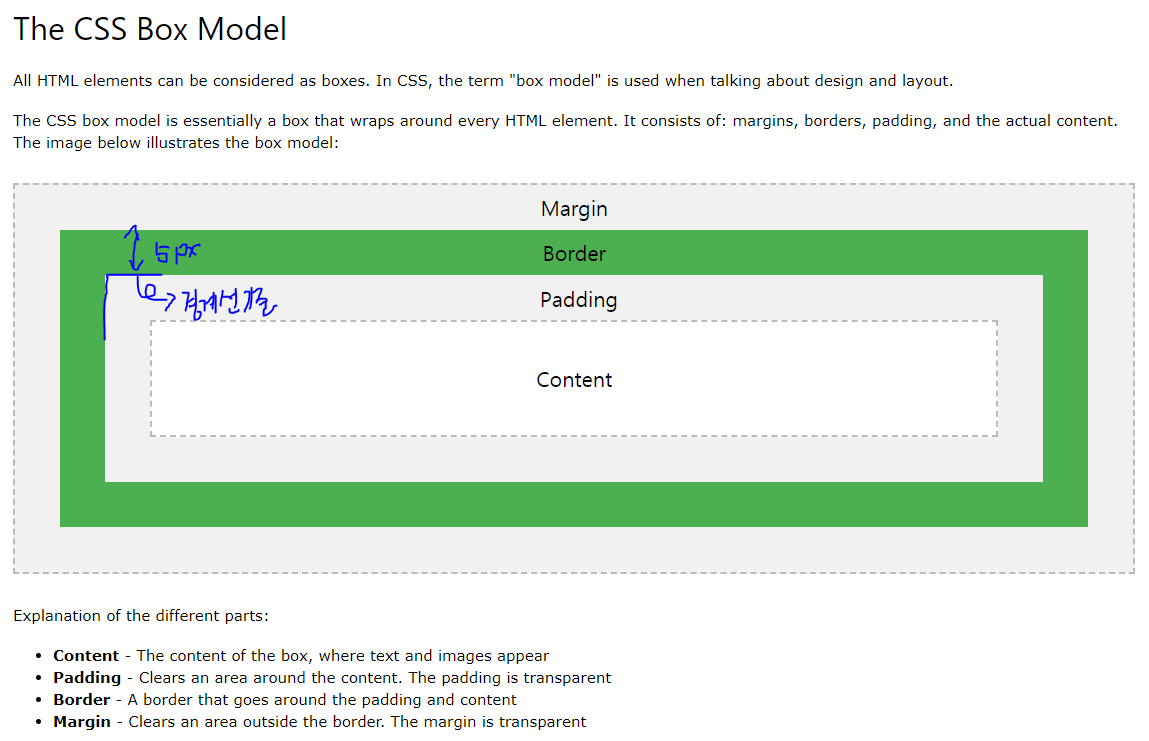 The CSS Box Model
All HTML elements can be considered as boxes. In CSS, the term "box model" is used when talking about design and layout.
The CSS box model is essentially a box that wraps around every HTML element. It consists of: margins, borders, padding, and the actual content.
The image below illustrates the box model:
Margin
5px
Border
경계선기준
Padding
Content
Explanation of the different parts:
• Content - The content of the box, where text and images appear
• Padding - Clears an area around the content. The padding is transparent
• Border - A border that goes around the padding and content
• Margin - Clears an area outside the border. The margin is transparent